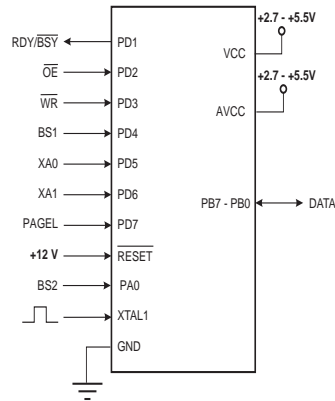 +2.7 - +5.5V
RDY/BSY PD1
VCC
OE PD2
+2.7 - +5.5V
WR PD3
AVCC
BS1 PD4
XA0 PD5
XA1 PD6
PB7 - PB0 DATA
PAGEL PD7
+12 V RESET
BS2 PA0
XTAL1
GND